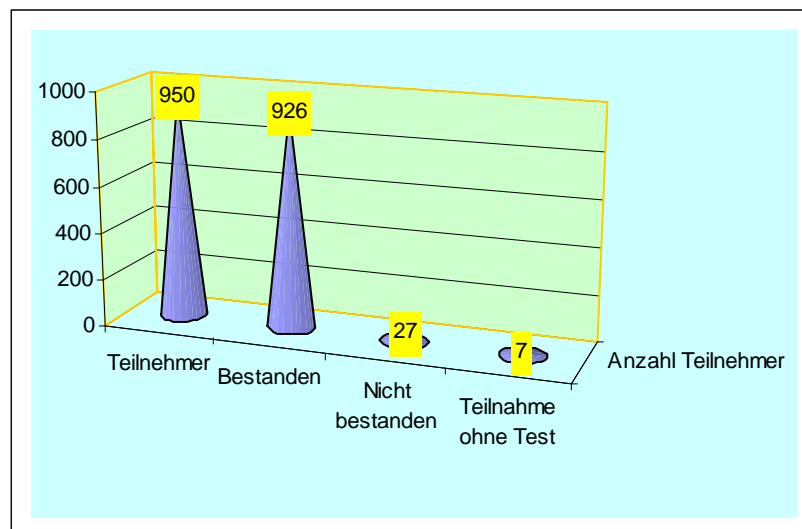 1000
800
600
400
200
0
950
926
27
7
Teilnehmer
Bestanden
Nicht
bestanden
Teilnahme
ohne Test
Anzahl Teilnehmer